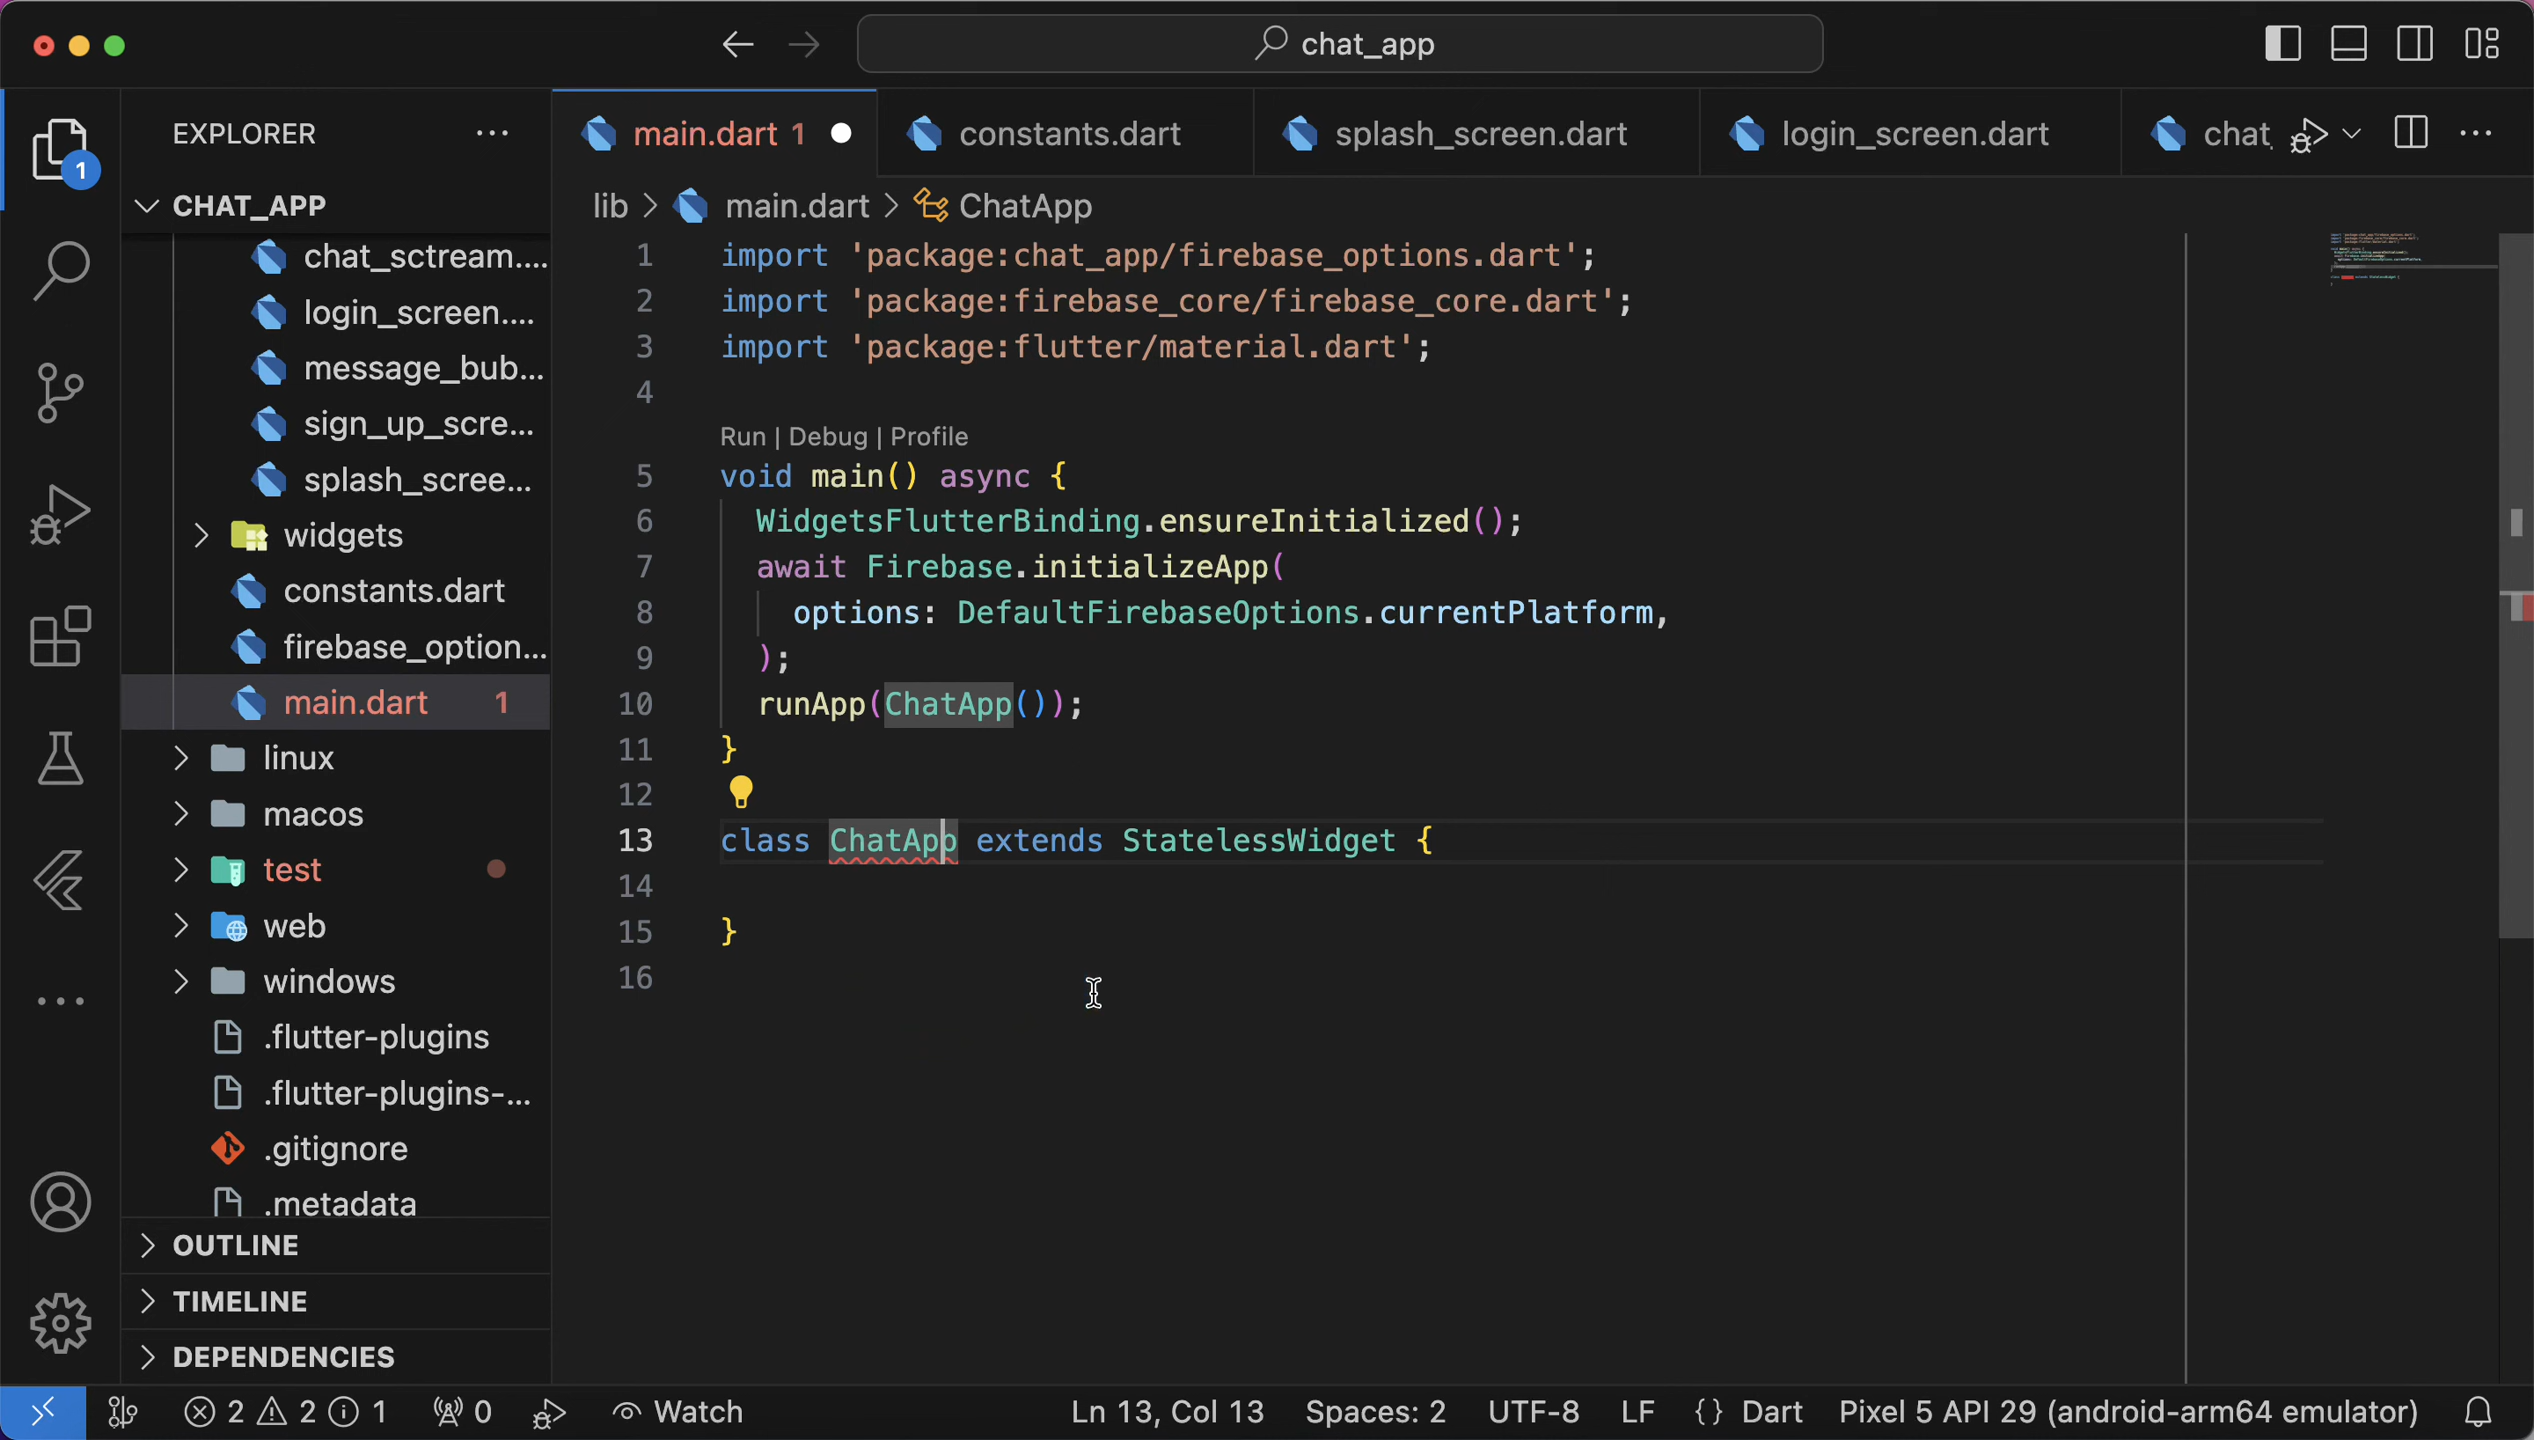 chat_app
EXPLORER
main.dart 1
constants.dart
splash_screen.dart
login_screen.dart
chat
1
CHAT_APP
lib > main.dart > ChatApp
chat_sctream....
login_screen....
message_bub...
sign_up_scre...
splash_scree...
widgets
constants.dart
firebase_option...
main.dart 1
linux
macos
test
web
windows
.flutter-plugins
.flutter-plugins-...
.gitignore
.metadata
OUTLINE
TIMELINE
DEPENDENCIES
1 import 'package:chat_app/firebase_options.dart';
2 import 'package:firebase_core/firebase_core.dart';
3 import 'package:flutter/material.dart';
4
Run | Debug | Profile
5 void main() async {
6 WidgetsFlutterBinding.ensureInitialized();
7 await Firebase.initializeApp(
8 options: DefaultFirebaseOptions.currentPlatform,
9 );
10 runApp(ChatApp());
11 }
12
13 class ChatApp extends StatelessWidget {
14
15 }
16
2 2 1 0 Watch Ln 13, Col 13 Spaces: 2 UTF-8 LF {} Dart Pixel 5 API 29 (android-arm64 emulator)